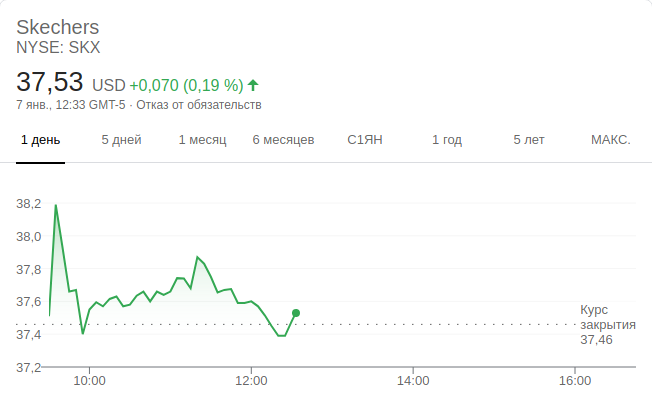 Skechers
NYSE: SKX
37,53 USD +0,070 (0,19 %)
7 янв., 12:33 GMT-5 · Отказ от обязательств
1 день 5 дней 1 месяц 6 месяцев С1ЯН 1 год 5 лет МАКС.
38,2
38,0
37,8
37,6
37,4
37,2
Курс
закрытия
37,46
10:00 12:00 14:00 16:00